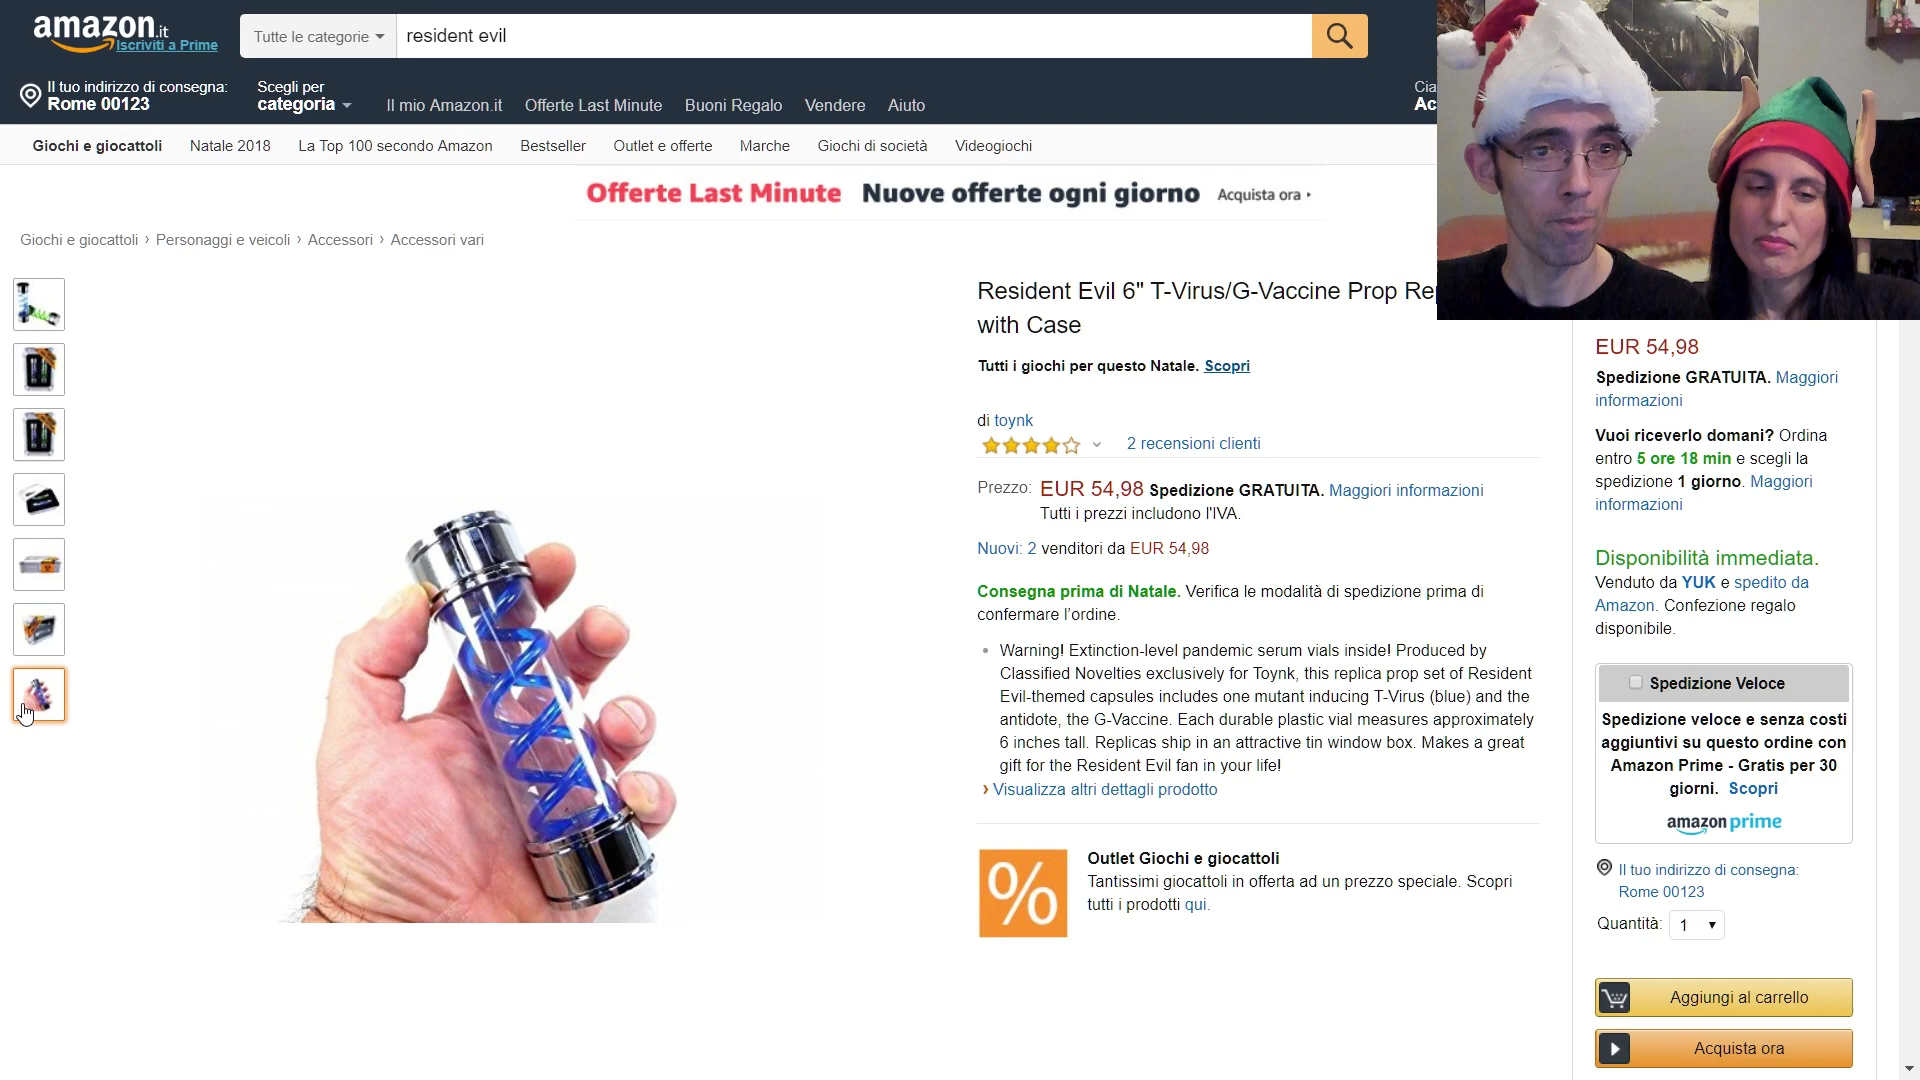 amazon.it
Iscriviti a Prime
Tutte le categorie
resident evil
Il tuo indirizzo di consegna:
Rome 00123
Scegli per
categoria
Il mio Amazon.it
Offerte Last Minute
Buoni Regalo
Vendere
Aiuto
Cia
Ac
Giochi e giocattoli
Natale 2018
La Top 100 secondo Amazon
Bestseller
Outlet e offerte
Marche
Giochi di società
Videogiochi
Offerte Last Minute Nuove offerte ogni giorno Acquista ora
Giochi e giocattoli › Personaggi e veicoli › Accessori › Accessori vari
Resident Evil 6" T-Virus/G-Vaccine Prop Rep
with Case
Tutti i giochi per questo Natale. Scopri
di toynk
2 recensioni clienti
Prezzo: EUR 54,98 Spedizione GRATUITA. Maggiori informazioni
Tutti i prezzi includono l'IVA.
Nuovi: 2 venditori da EUR 54,98
Consegna prima di Natale. Verifica le modalità di spedizione prima di
confermare l'ordine.
• Warning! Extinction-level pandemic serum vials inside! Produced by
Classified Novelties exclusively for Toynk, this replica prop set of Resident
Evil-themed capsules includes one mutant inducing T-Virus (blue) and the
antidote, the G-Vaccine. Each durable plastic vial measures approximately
6 inches tall. Replicas ship in an attractive tin window box. Makes a great
gift for the Resident Evil fan in your life!
› Visualizza altri dettagli prodotto
%
Outlet Giochi e giocattoli
Tantissimi giocattoli in offerta ad un prezzo speciale. Scopri
tutti i prodotti qui.
EUR 54,98
Spedizione GRATUITA. Maggiori
informazioni
Vuoi riceverlo domani? Ordina
entro 5 ore 18 min e scegli la
spedizione 1 giorno. Maggiori
informazioni
Disponibilità immediata.
Venduto da YUK e spedito da
Amazon. Confezione regalo
disponibile.
Spedizione Veloce
Spedizione veloce e senza costi
aggiuntivi su questo ordine con
Amazon Prime - Gratis per 30
giorni. Scopri
amazon prime
Il tuo indirizzo di consegna:
Rome 00123
Quantità: 1
Aggiungi al carrello
Acquista ora